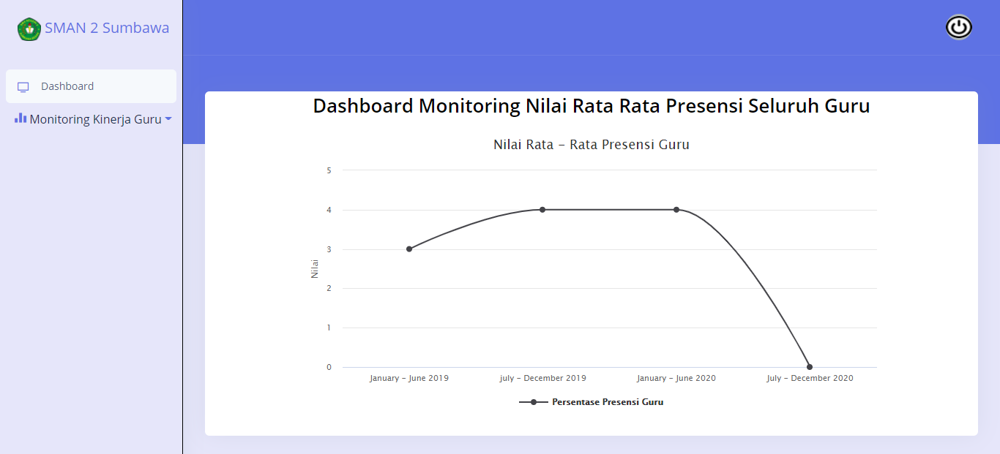 SMAN 2 Sumbawa
Dashboard
Monitoring Kinerja Guru
Dashboard Monitoring Nilai Rata Rata Presensi Seluruh Guru
Nilai Rata - Rata Presensi Guru
5
4
3
2
1
0
Nilai
January - June 2019
july - December 2019
January - June 2020
July - December 2020
Persentase Presensi Guru